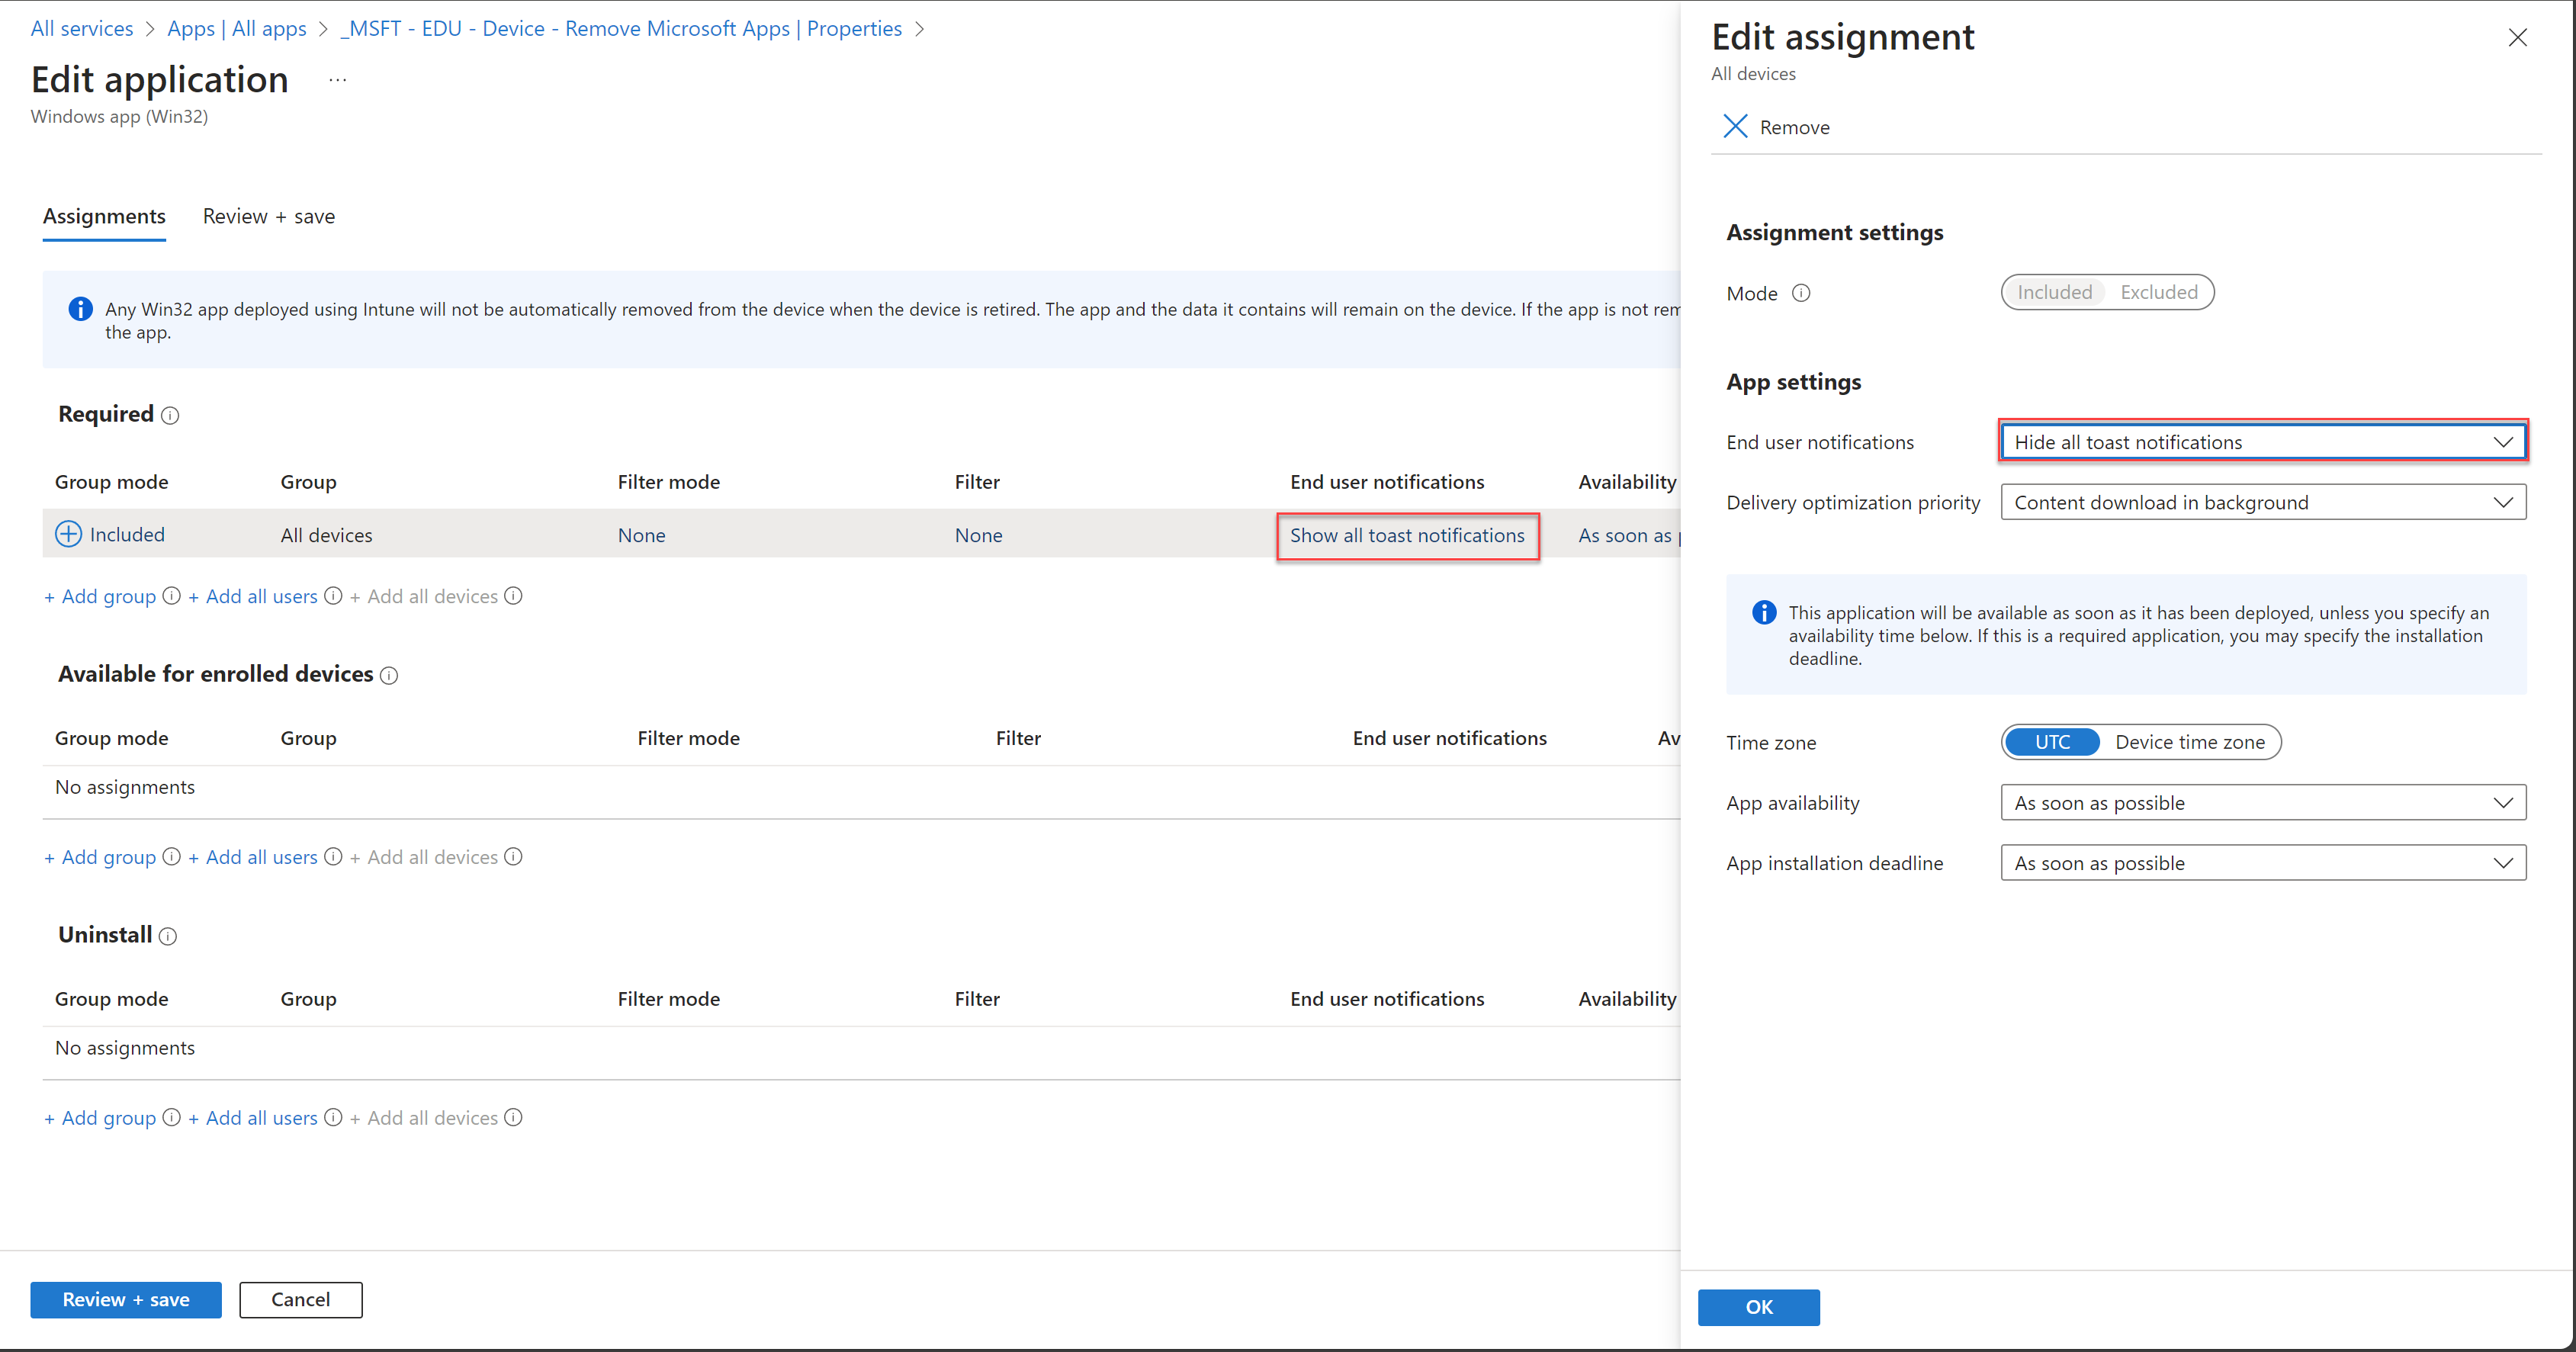 All services > Apps | All apps > _MSFT - EDU - Device - Remove Microsoft Apps | Properties >
Edit application ...
Windows app (Win32)
Assignments Review + save
Any Win32 app deployed using Intune will not be automatically removed from the device when the device is retired. The app and the data it contains will remain on the device. If the app is not rem
the app.
Required
Group mode Group Filter mode Filter End user notifications Availability
Included All devices None None Show all toast notifications As soon as
+ Add group + Add all users + Add all devices
Available for enrolled devices
Group mode Group Filter mode Filter End user notifications Av
No assignments
+ Add group + Add all users + Add all devices
Uninstall
Group mode Group Filter mode Filter End user notifications Availability
No assignments
+ Add group + Add all users + Add all devices
Review + save Cancel
Edit assignment
All devices
Remove
Assignment settings
Mode Included Excluded
App settings
End user notifications Hide all toast notifications
Delivery optimization priority Content download in background
This application will be available as soon as it has been deployed, unless you specify an
availability time below. If this is a required application, you may specify the installation
deadline.
Time zone UTC Device time zone
App availability As soon as possible
App installation deadline As soon as possible
OK